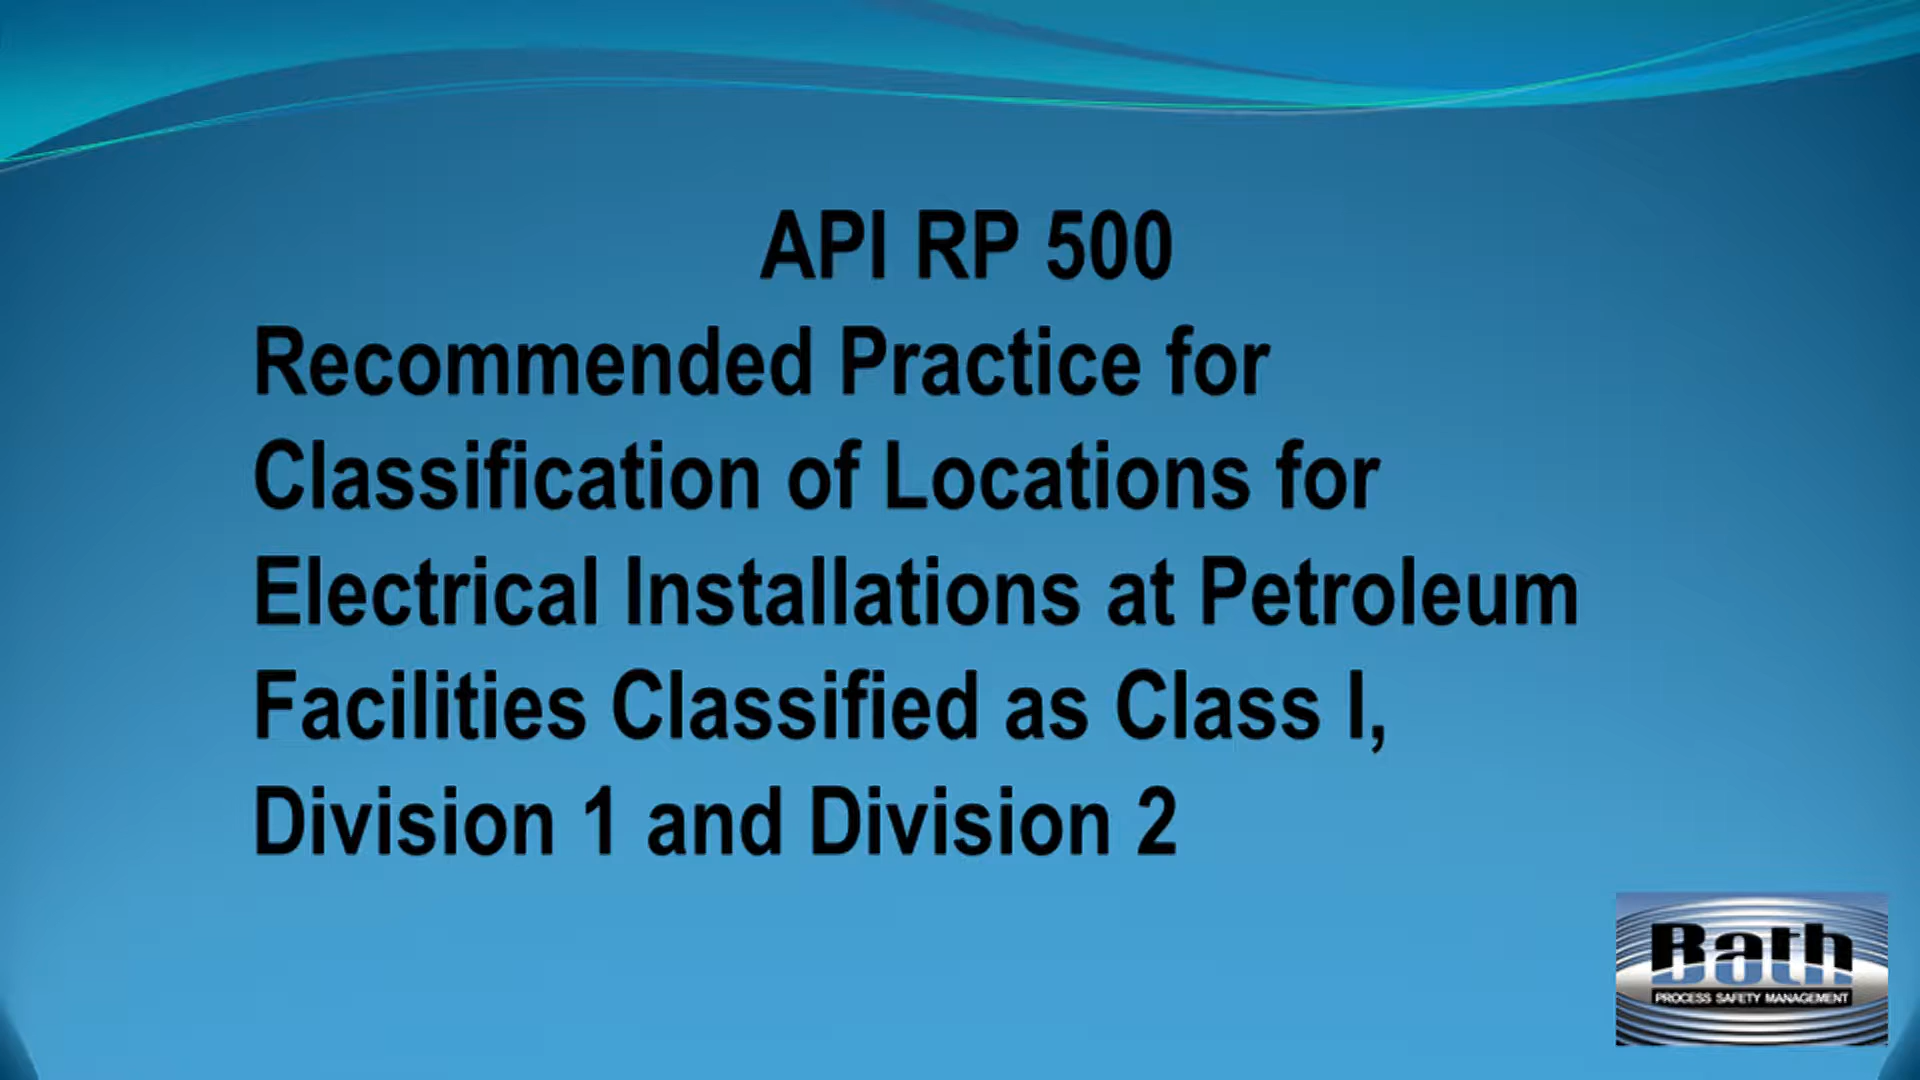 API RP 500
Recommended Practice for
Classification of Locations for
Electrical Installations at Petroleum
Facilities Classified as Class I,
Division 1 and Division 2
Bath
PROCESS SAFETY MANAGEMENT